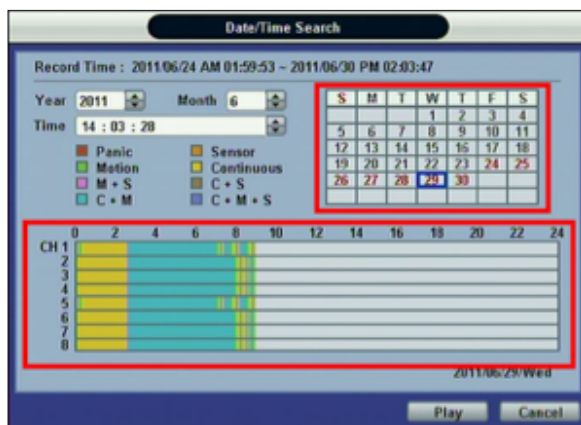 Date/Time Search
Record Time : 2011/06/24 AM 01:59:53 ~ 2011/06/30 PM 02:03:47
Year 2011 Month 6
Time 14 : 03 : 28
Panic Sensor
Motion Continuous
M + S C + S
C + M C + M + S
S M T W T F S
1 2 3 4
5 6 7 8 9 10 11
12 13 14 15 16 17 18
19 20 21 22 23 24 25
26 27 28 29 30
0 2 4 6 8 10 12 14 16 18 20 22 24
CH 1
2
3
4
5
6
7
8
2011/06/29/Wed
Play Cancel